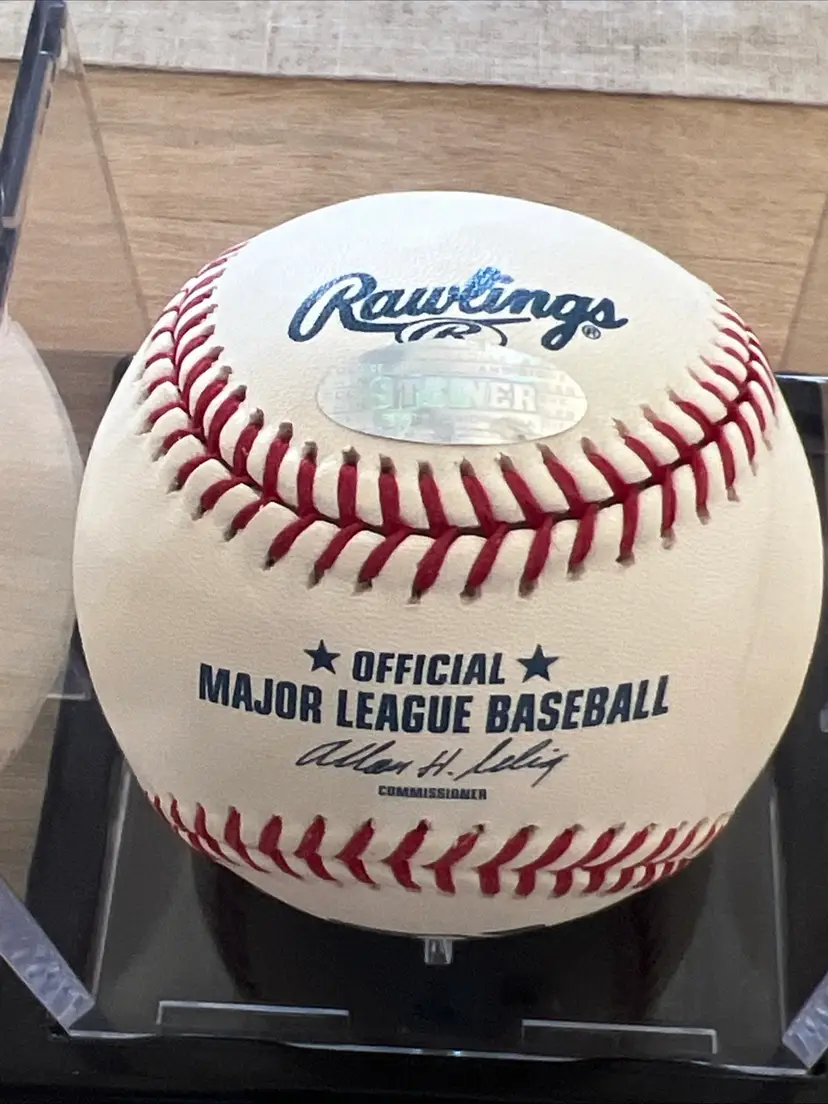 Rawlings®
R
STEINER
★ OFFICIAL ★
MAJOR LEAGUE BASEBALL
Allan H. Selig
COMMISSIONER